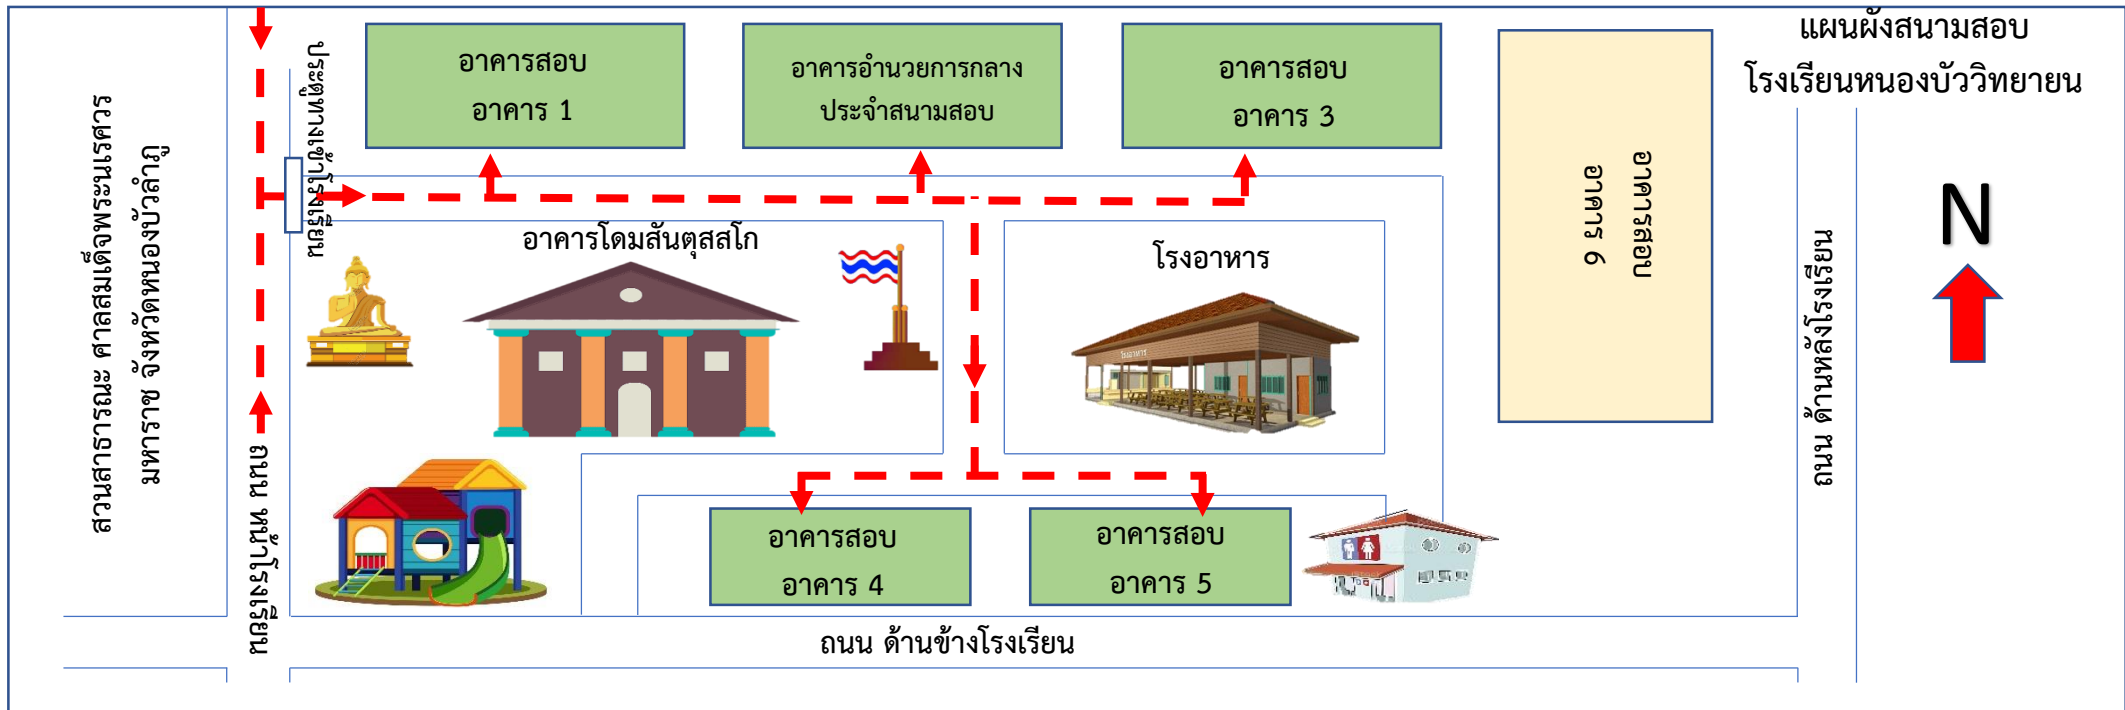 แผนผังสนามสอบ
โรงเรียนหนองบัววิทยายน
สวนสาธารณะ ศาลสมเด็จพระนเรศวร
มหาราช จังหวัดหนองบัวลำภู
ประตูทางเข้าโรงเรียน
อาคารสอบ
อาคาร 1
อาคารอำนวยการกลาง
ประจำสนามสอบ
อาคารสอบ
อาคาร 3
อาคารสอบ
อาคาร 6
N
อาคารโดมสันตุสสโก
โรงอาหาร
โรงอาหาร
ถนน ด้านหลังโรงเรียน
ถนน หน้าโรงเรียน
อาคารสอบ
อาคาร 4
อาคารสอบ
อาคาร 5
ถนน ด้านข้างโรงเรียน